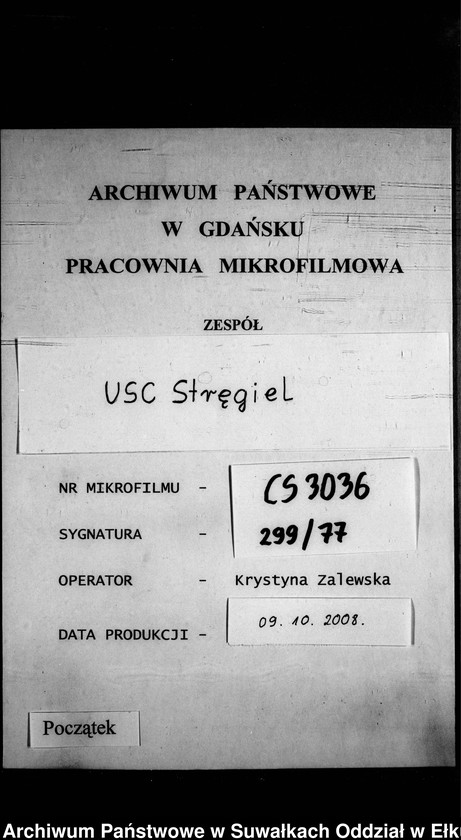 ARCHIWUM PAŃSTWOWE
W GDAŃSKU
PRACOWNIA MIKROFILMOWA
ZESPÓŁ
USC Stręgiel
NR MIKROFILMU - CS 3036
SYGNATURA - 299/77
OPERATOR - Krystyna Zalewska
DATA PRODUKCJI - 09. 10. 2008.
Początek
Archiwum Państwowe w Suwałkach Oddział w Ełk